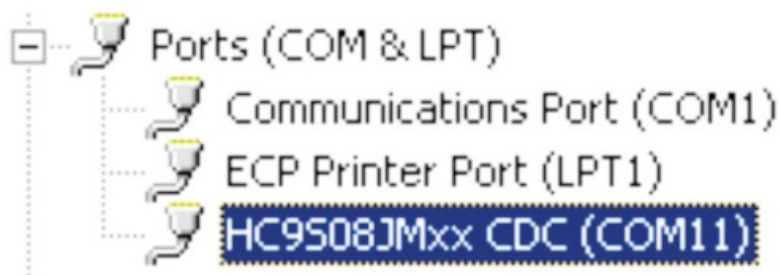 Ports (COM & LPT)
Communications Port (COM1)
ECP Printer Port (LPT1)
HC9S08JMxx CDC (COM11)